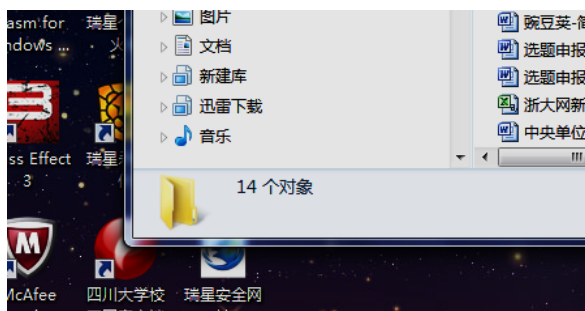 asm for
ndows ...
瑞星
图片
文档
新建库
迅雷下载
音乐
豌豆荚-简
选题申报
选题申报
浙大网新
中央单位
ss Effect
3
瑞星
14 个对象
McAfee
四川大学校
瑞星安全网